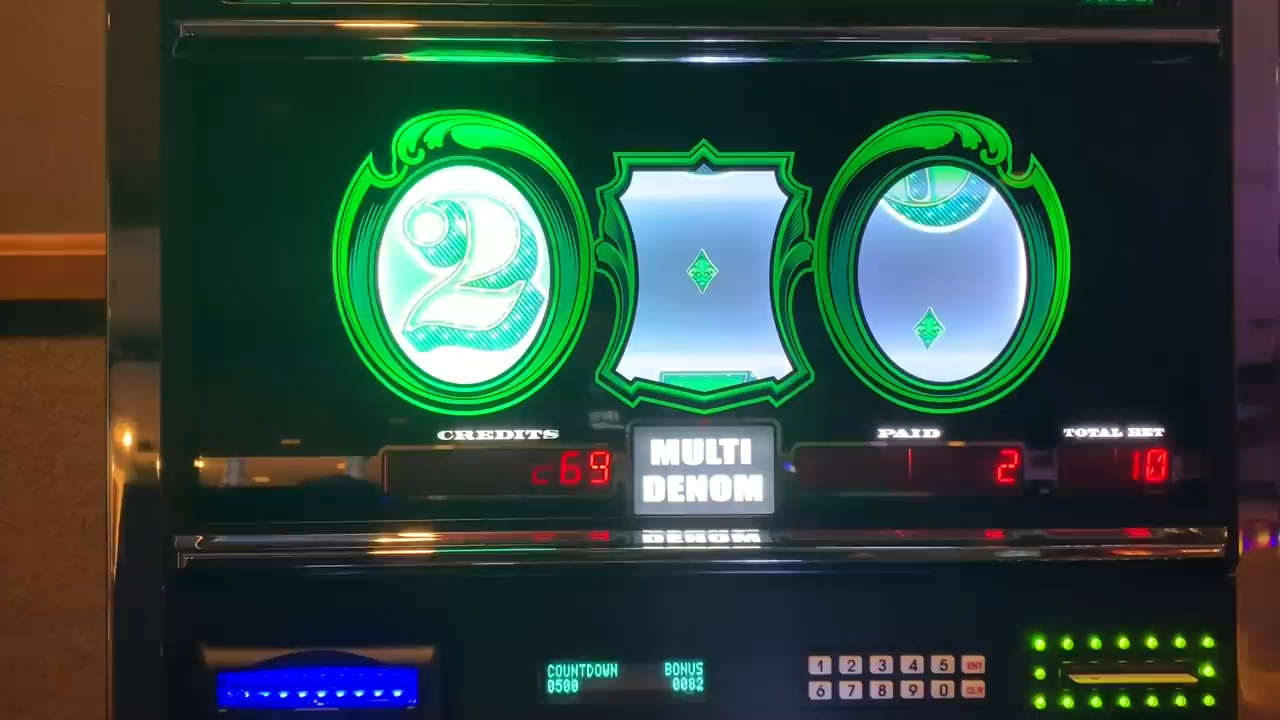 2
CREDITS
PAID
TOTAL BET
MULTI
DENOM
69
2
10
COUNTDOWN BONUS
0500 0082
1 2 3 4 5 ENT
6 7 8 9 0 CLR